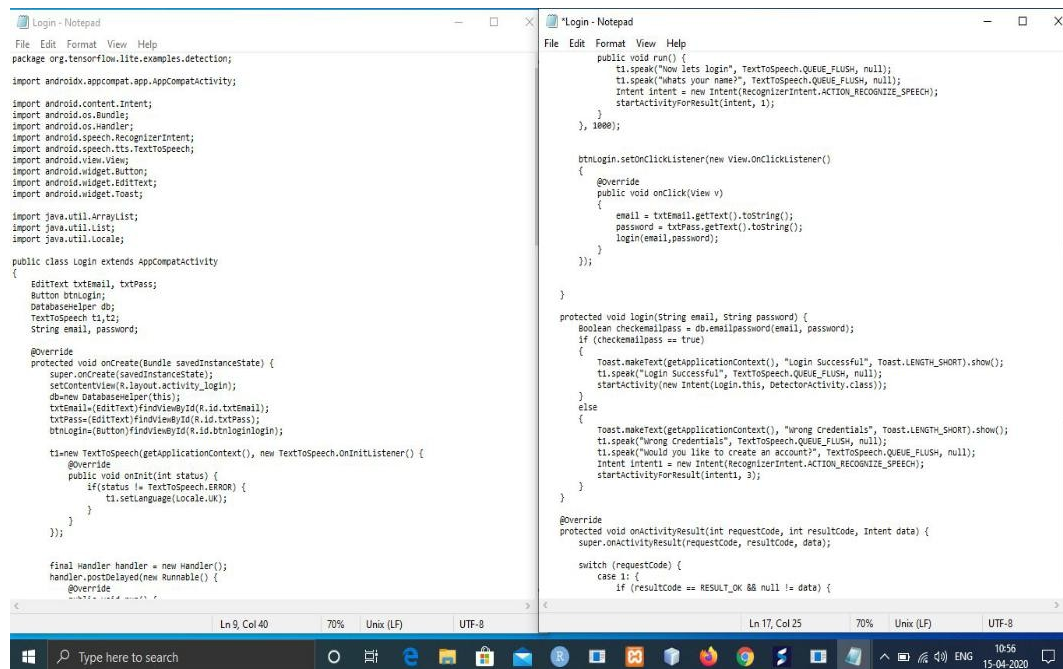 Login - Notepad
File Edit Format View Help
package org.tensorflow.lite.examples.detection;
import androidx.appcompat.app.AppCompatActivity;
import android.content.Intent;
import android.os.Bundle;
import android.os.Handler;
import android.speech.RecognizerIntent;
import android.speech.tts.TextToSpeech;
import android.view.View;
import android.widget.Button;
import android.widget.EditText;
import android.widget.Toast;
import java.util.ArrayList;
import java.util.List;
import java.util.Locale;
public class Login extends AppCompatActivity
{
    EditText txtEmail, txtPass;
    Button btnLogin;
    DatabaseHelper db;
    TextToSpeech t1,t2;
    String email, password;
    @Override
    protected void onCreate(Bundle savedInstanceState) {
        super.onCreate(savedInstanceState);
        setContentView(R.layout.activity_login);
        db=new DatabaseHelper(this);
        txtEmail=(EditText)findViewById(R.id.txtEmail);
        txtPass=(EditText)findViewById(R.id.txtPass);
        btnLogin=(Button)findViewById(R.id.btnloginlogin);
        t1=new TextToSpeech(getApplicationContext(), new TextToSpeech.OnInitListener() {
            @Override
            public void onInit(int status) {
                if(status != TextToSpeech.ERROR) {
                    t1.setLanguage(Locale.UK);
                }
            }
        });
        final Handler handler = new Handler();
        handler.postDelayed(new Runnable() {
            @Override
            public void run() {
Ln 9, Col 40 70% Unix (LF) UTF-8
*Login - Notepad
File Edit Format View Help
            public void run() {
                t1.speak("Now lets login", TextToSpeech.QUEUE_FLUSH, null);
                t1.speak("whats your name?", TextToSpeech.QUEUE_FLUSH, null);
                Intent intent = new Intent(RecognizerIntent.ACTION_RECOGNIZE_SPEECH);
                startActivityForResult(intent, 1);
            }
        }, 1000);
        btnLogin.setOnClickListener(new View.OnClickListener()
        {
            @Override
            public void onClick(View v)
            {
                email = txtEmail.getText().toString();
                password = txtPass.getText().toString();
                login(email,password);
            }
        });
    }
    protected void login(String email, String password) {
        Boolean checkemailpass = db.emailpassword(email, password);
        if (checkemailpass == true)
        {
            Toast.makeText(getApplicationContext(), "Login Successful", Toast.LENGTH_SHORT).show();
            t1.speak("Login Successful", TextToSpeech.QUEUE_FLUSH, null);
            startActivity(new Intent(Login.this, DetectorActivity.class));
        }
        else
        {
            Toast.makeText(getApplicationContext(), "Wrong Credentials", Toast.LENGTH_SHORT).show();
            t1.speak("Wrong Credentials", TextToSpeech.QUEUE_FLUSH, null);
            t1.speak("Would you like to create an account?", TextToSpeech.QUEUE_FLUSH, null);
            Intent intent1 = new Intent(RecognizerIntent.ACTION_RECOGNIZE_SPEECH);
            startActivityForResult(intent1, 3);
        }
    }
    @Override
    protected void onActivityResult(int requestCode, int resultCode, Intent data) {
        super.onActivityResult(requestCode, resultCode, data);
        switch (requestCode) {
            case 1: {
                if (resultCode == RESULT_OK && null != data) {
Ln 17, Col 25 70% Unix (LF) UTF-8
Type here to search
ENG
10:56
15-04-2020